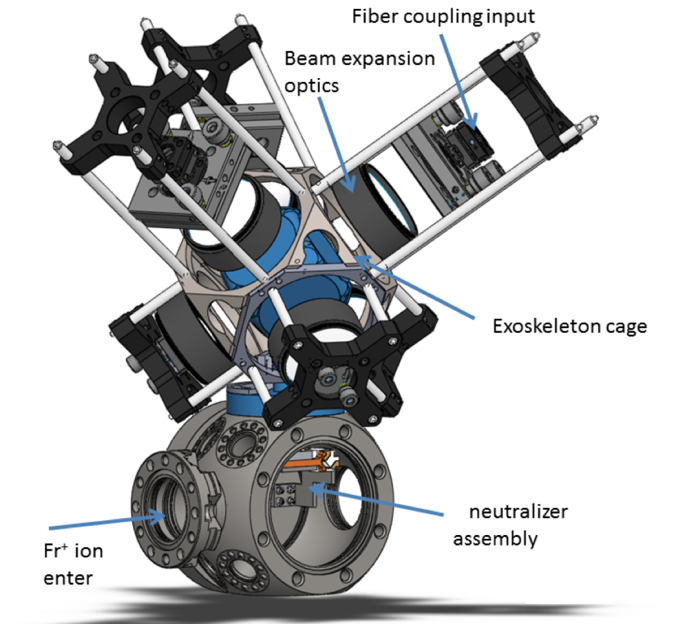 Fiber coupling input
Beam expansion
optics
Exoskeleton cage
neutralizer
assembly
Fr⁺ ion
enter